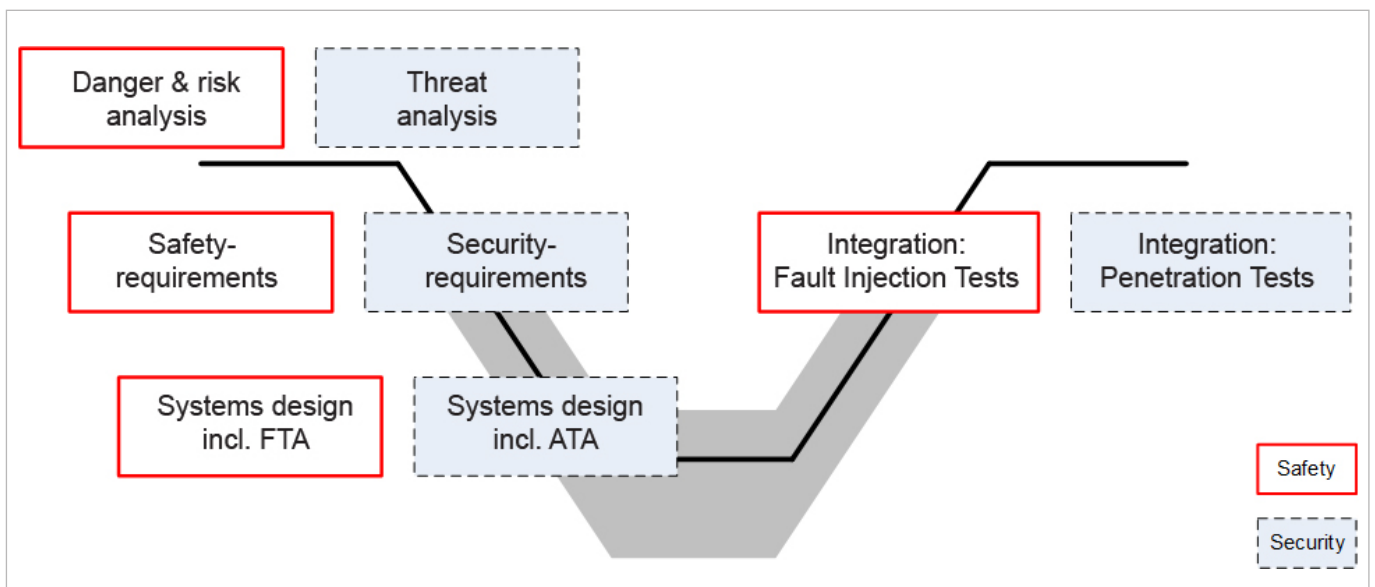 Danger & risk
analysis
Threat
analysis
Safety-
requirements
Security-
requirements
Integration:
Fault Injection Tests
Integration:
Penetration Tests
Systems design
incl. FTA
Systems design
incl. ATA
Safety
Security